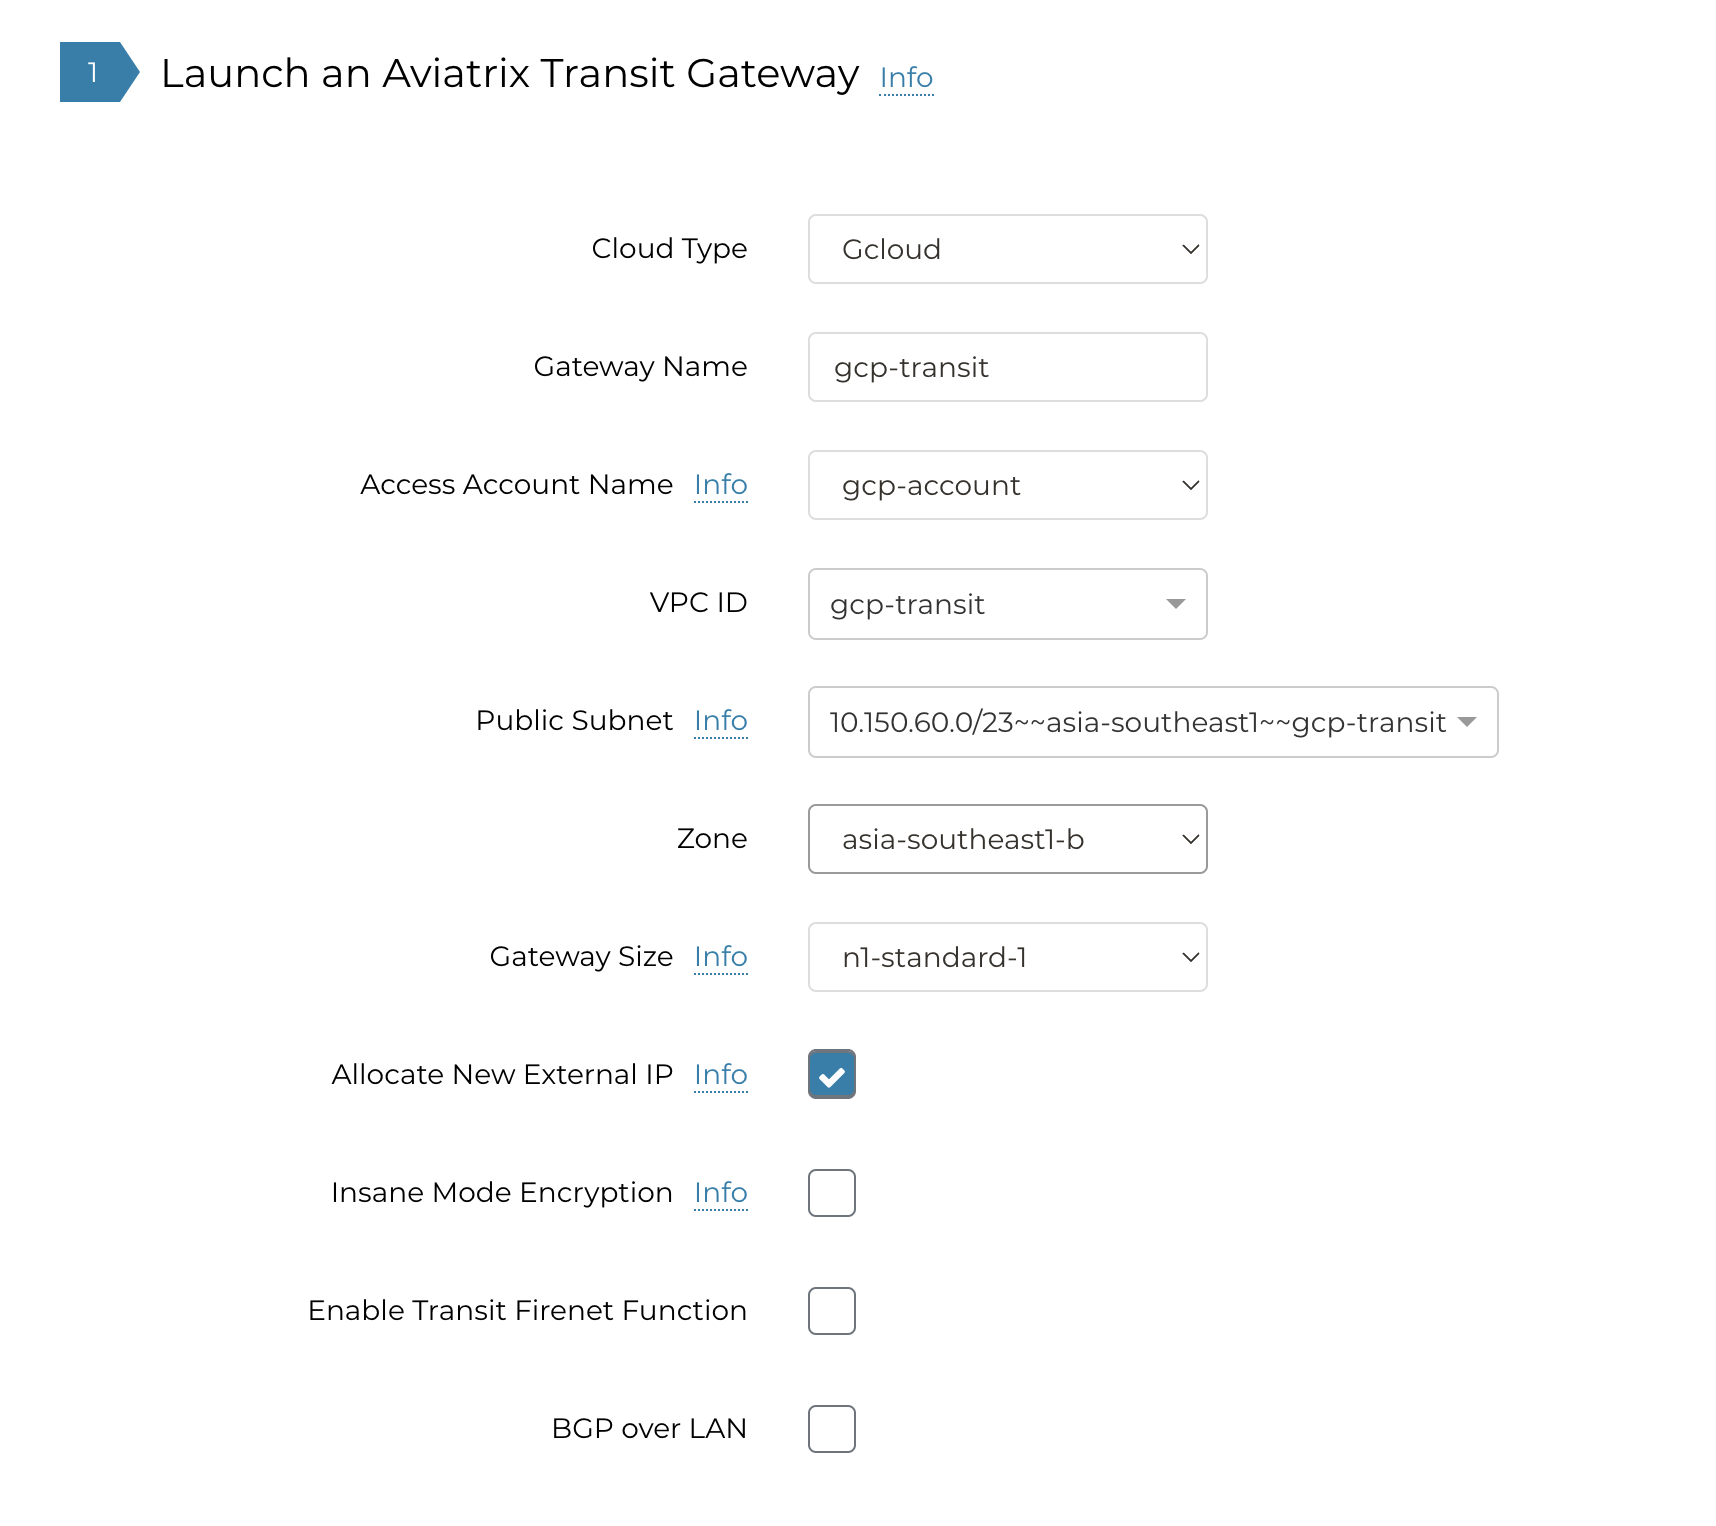 1 Launch an Aviatrix Transit Gateway Info
Cloud Type Gcloud
Gateway Name gcp-transit
Access Account Name Info gcp-account
VPC ID gcp-transit
Public Subnet Info 10.150.60.0/23~~asia-southeast1~~gcp-transit
Zone asia-southeast1-b
Gateway Size Info n1-standard-1
Allocate New External IP Info
Insane Mode Encryption Info
Enable Transit Firenet Function
BGP over LAN